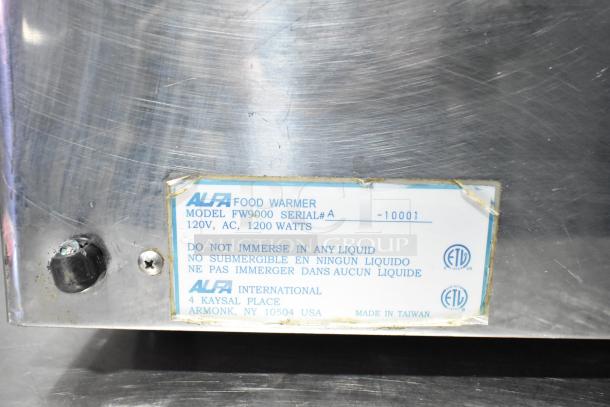 ALFA FOOD WARMER
MODEL FW9000 SERIAL# A -10001
120V, AC, 1200 WATTS
DO NOT IMMERSE IN ANY LIQUID
NO SUBMERGIBLE EN NINGUN LIQUIDO
NE PAS IMMERGER DANS AUCUN LIQUIDE
ETL
ALFA INTERNATIONAL
4 KAYSAL PLACE
ARMONK, NY 10504 USA
MADE IN TAIWAN
ETL